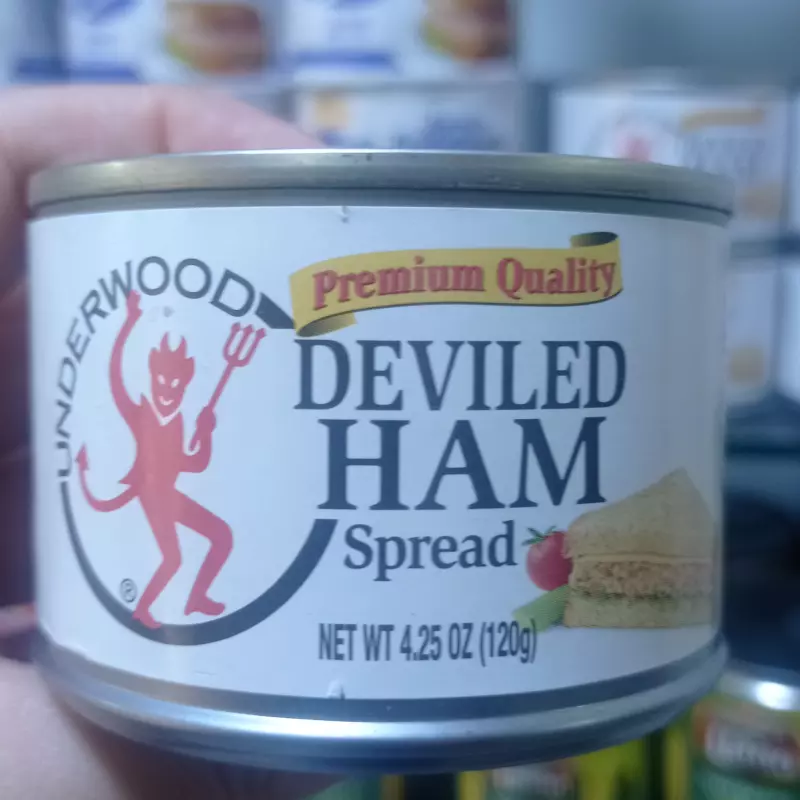 UNDERWOOD
Premium Quality
DEVILED
HAM
Spread
®
NET WT 4.25 OZ (120g)